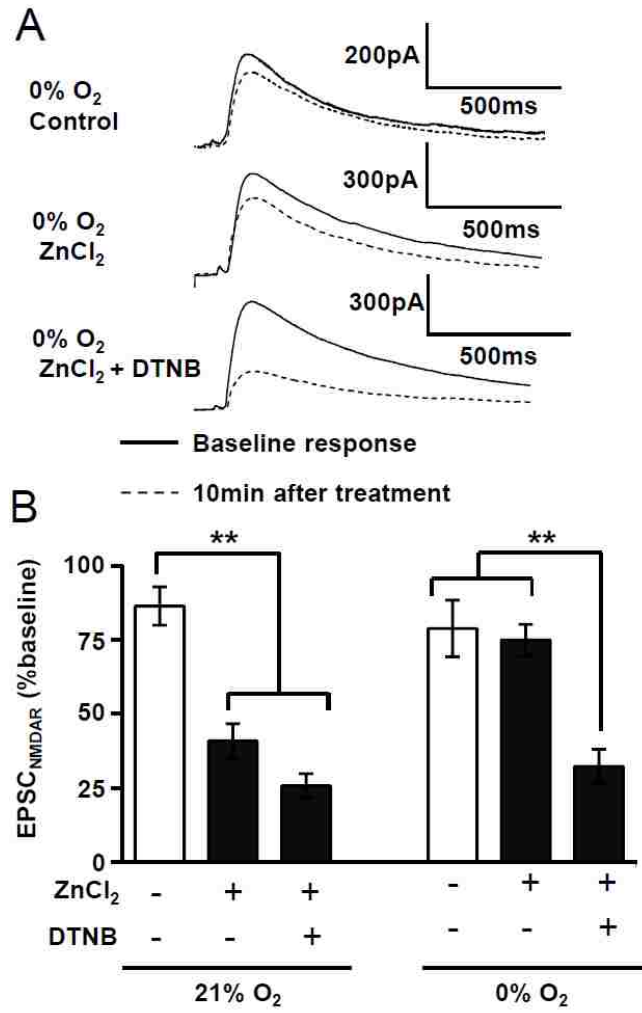 A
0% O₂
Control
200pA
500ms
0% O₂
ZnCl₂
300pA
500ms
0% O₂
ZnCl₂ + DTNB
300pA
500ms
Baseline response
10min after treatment
B
EPSC_NMDAR (%baseline)
100
75
50
25
0
** **
ZnCl₂ - + + - + +
DTNB - - + - - +
21% O₂ 0% O₂